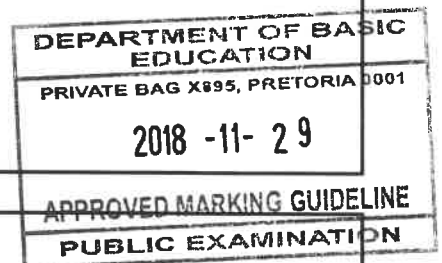 DEPARTMENT OF BASIC
EDUCATION
PRIVATE BAG X895, PRETORIA 0001
2018 -11- 29
APPROVED MARKING GUIDELINE
PUBLIC EXAMINATION